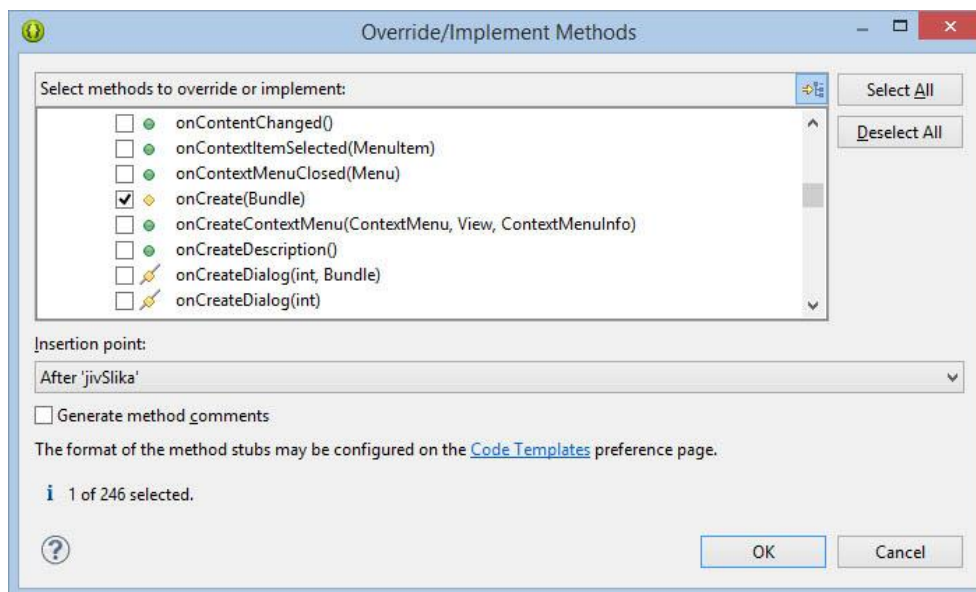 Override/Implement Methods
Select methods to override or implement:
Select All
Deselect All
onContentChanged()
onContextItemSelected(MenuItem)
onContextMenuClosed(Menu)
onCreate(Bundle)
onCreateContextMenu(ContextMenu, View, ContextMenuInfo)
onCreateDescription()
onCreateDialog(int, Bundle)
onCreateDialog(int)
Insertion point:
After 'jivSlika'
Generate method comments
The format of the method stubs may be configured on the Code Templates preference page.
i 1 of 246 selected.
?
OK
Cancel